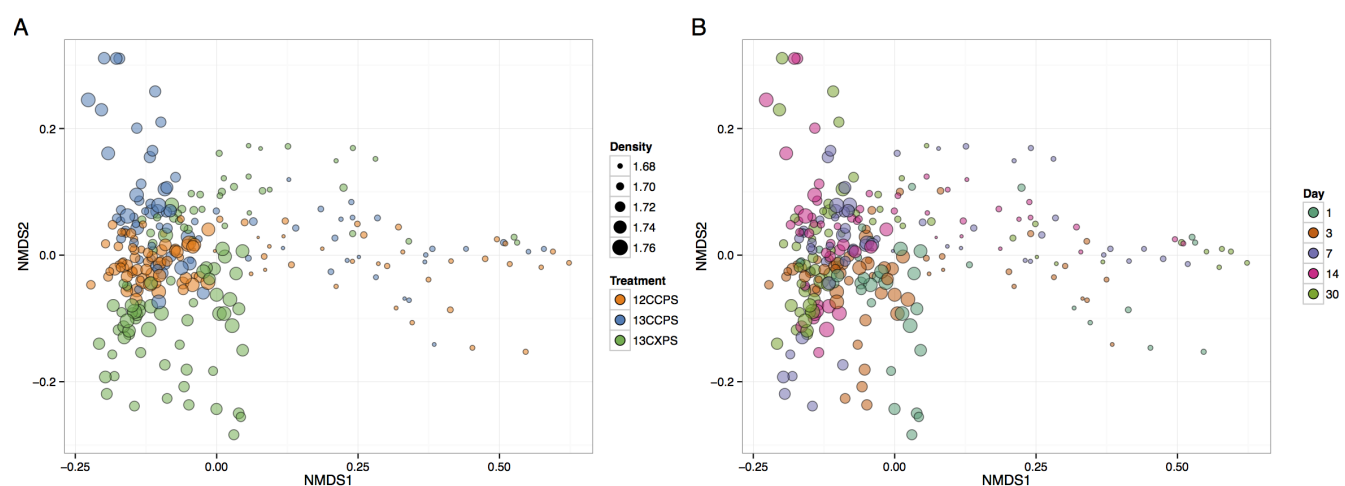 A
0.2
0.0
−0.2
NMDS2
−0.25
0.00
0.25
0.50
NMDS1
Density
1.68
1.70
1.72
1.74
1.76
Treatment
12CCPS
13CCPS
13CXPS
B
0.2
0.0
−0.2
NMDS2
−0.25
0.00
0.25
0.50
NMDS1
Day
1
3
7
14
30